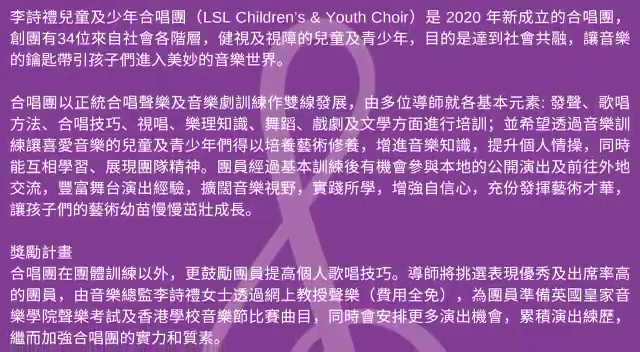 李詩禮兒童及少年合唱團（LSL Children's & Youth Choir）是 2020 年新成立的合唱團，
創團有34位來自社會各階層，健視及視障的兒童及青少年，目的是達到社會共融，讓音樂
的鑰匙帶引孩子們進入美妙的音樂世界。
合唱團以正統合唱聲樂及音樂劇訓練作雙線發展，由多位導師就各基本元素: 發聲、歌唱
方法、合唱技巧、視唱、樂理知識、舞蹈、戲劇及文學方面進行培訓；並希望透過音樂訓
練讓喜愛音樂的兒童及青少年們得以培養藝術修養，增進音樂知識，提升個人情操，同時
能互相學習、展現團隊精神。團員經過基本訓練後有機會參與本地的公開演出及前往外地
交流，豐富舞台演出經驗，擴闊音樂視野，實踐所學，增強自信心，充份發揮藝術才華，
讓孩子們的藝術幼苗慢慢茁壯成長。
獎勵計畫
合唱團在團體訓練以外，更鼓勵團員提高個人歌唱技巧。導師將挑選表現優秀及出席率高
的團員，由音樂總監李詩禮女士透過網上教授聲樂（費用全免），為團員準備英國皇家音
樂學院聲樂考試及香港學校音樂節比賽曲目，同時會安排更多演出機會，累積演出練歷，
繼而加強合唱團的實力和質素。